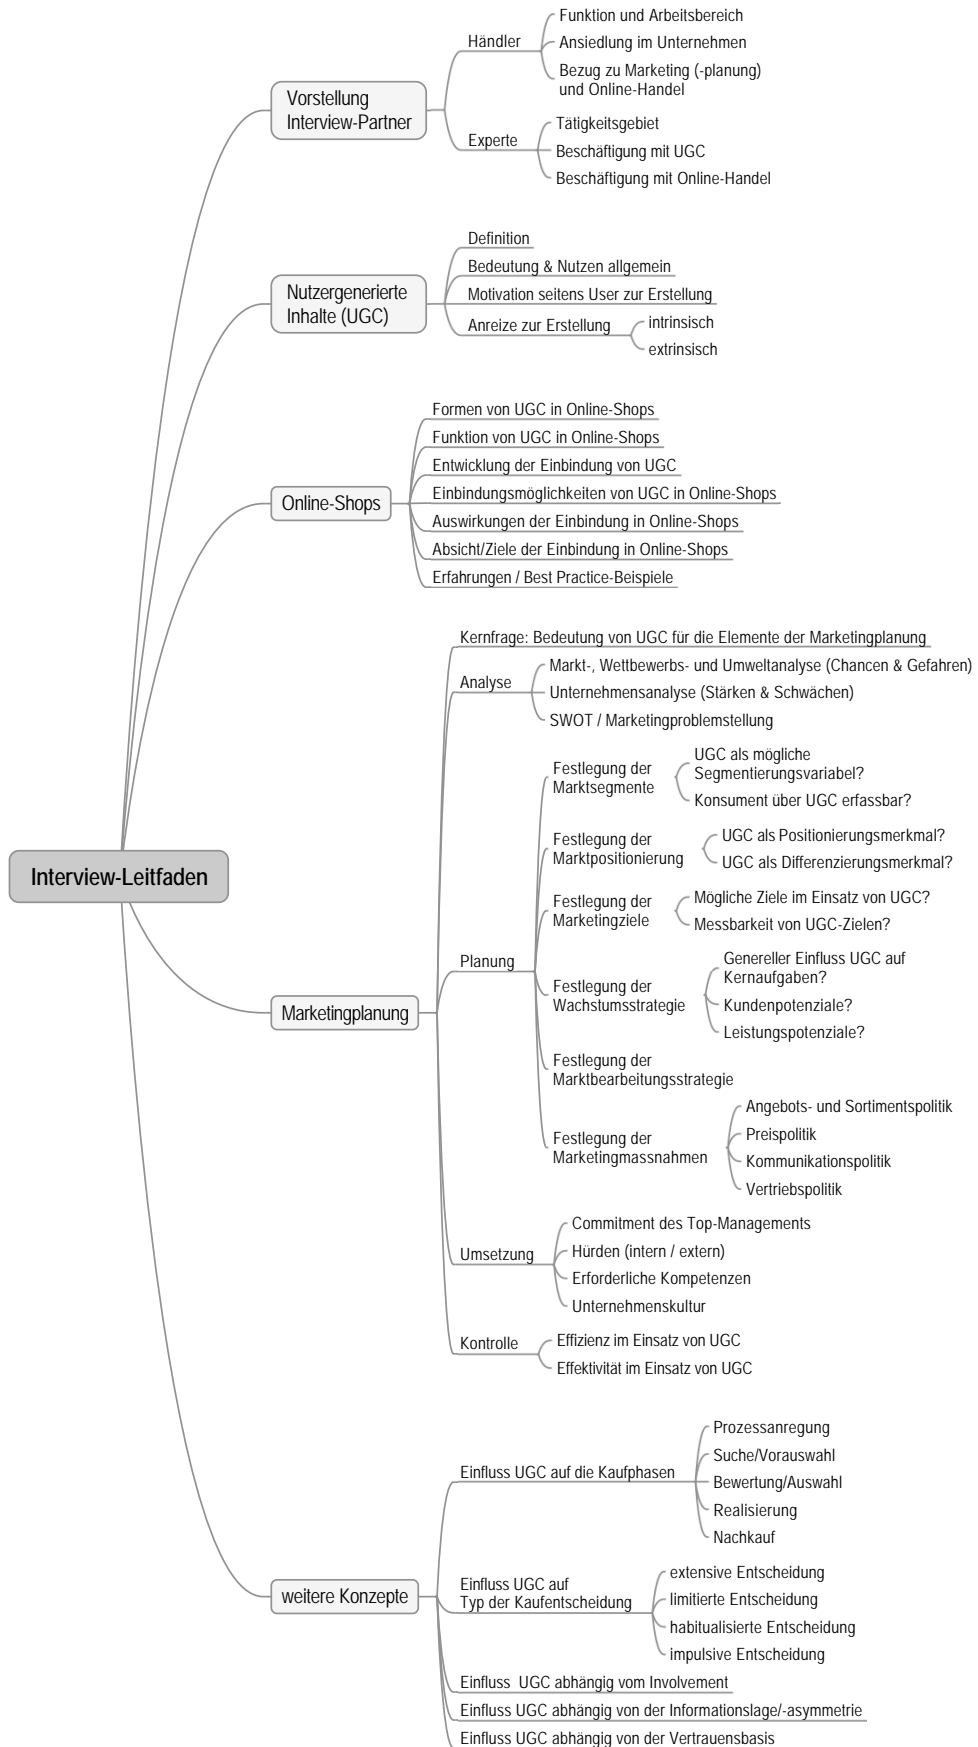 Interview-Leitfaden
Vorstellung
Interview-Partner
Händler
Funktion und Arbeitsbereich
Ansiedlung im Unternehmen
Bezug zu Marketing (-planung)
und Online-Handel
Experte
Tätigkeitsgebiet
Beschäftigung mit UGC
Beschäftigung mit Online-Handel
Nutzergenerierte
Inhalte (UGC)
Definition
Bedeutung & Nutzen allgemein
Motivation seitens User zur Erstellung
Anreize zur Erstellung
intrinsisch
extrinsisch
Online-Shops
Formen von UGC in Online-Shops
Funktion von UGC in Online-Shops
Entwicklung der Einbindung von UGC
Einbindungsmöglichkeiten von UGC in Online-Shops
Auswirkungen der Einbindung in Online-Shops
Absicht/Ziele der Einbindung in Online-Shops
Erfahrungen / Best Practice-Beispiele
Marketingplanung
Kernfrage: Bedeutung von UGC für die Elemente der Marketingplanung
Analyse
Markt-, Wettbewerbs- und Umweltanalyse (Chancen & Gefahren)
Unternehmensanalyse (Stärken & Schwächen)
SWOT / Marketingproblemstellung
Planung
Festlegung der
Marktsegmente
UGC als mögliche
Segmentierungsvariabel?
Konsument über UGC erfassbar?
Festlegung der
Marktpositionierung
UGC als Positionierungsmerkmal?
UGC als Differenzierungsmerkmal?
Festlegung der
Marketingziele
Mögliche Ziele im Einsatz von UGC?
Messbarkeit von UGC-Zielen?
Festlegung der
Wachstumsstrategie
Genereller Einfluss UGC auf
Kernaufgaben?
Kundenpotenziale?
Leistungspotenziale?
Festlegung der
Marktbearbeitungsstrategie
Festlegung der
Marketingmassnahmen
Angebots- und Sortimentspolitik
Preispolitik
Kommunikationspolitik
Vertriebspolitik
Umsetzung
Commitment des Top-Managements
Hürden (intern / extern)
Erforderliche Kompetenzen
Unternehmenskultur
Kontrolle
Effizienz im Einsatz von UGC
Effektivität im Einsatz von UGC
weitere Konzepte
Einfluss UGC auf die Kaufphasen
Prozessanregung
Suche/Vorauswahl
Bewertung/Auswahl
Realisierung
Nachkauf
Einfluss UGC auf
Typ der Kaufentscheidung
extensive Entscheidung
limitierte Entscheidung
habitualisierte Entscheidung
impulsive Entscheidung
Einfluss UGC abhängig vom Involvement
Einfluss UGC abhängig von der Informationslage/-asymmetrie
Einfluss UGC abhängig von der Vertrauensbasis